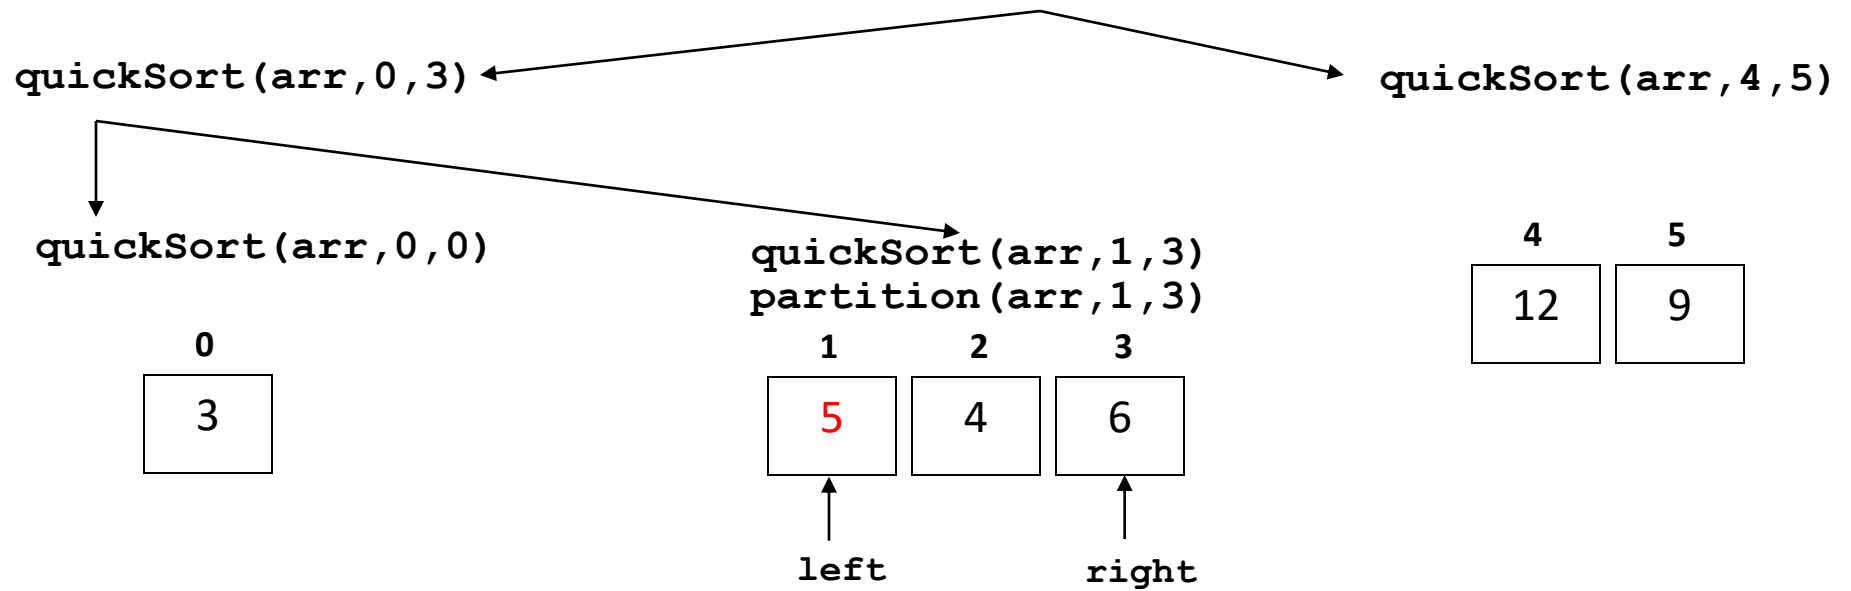 quickSort(arr,0,3)
quickSort(arr,4,5)
quickSort(arr,0,0)
quickSort(arr,1,3)
partition(arr,1,3)
4 5
12 9
0
3
1 2 3
5 4 6
left right